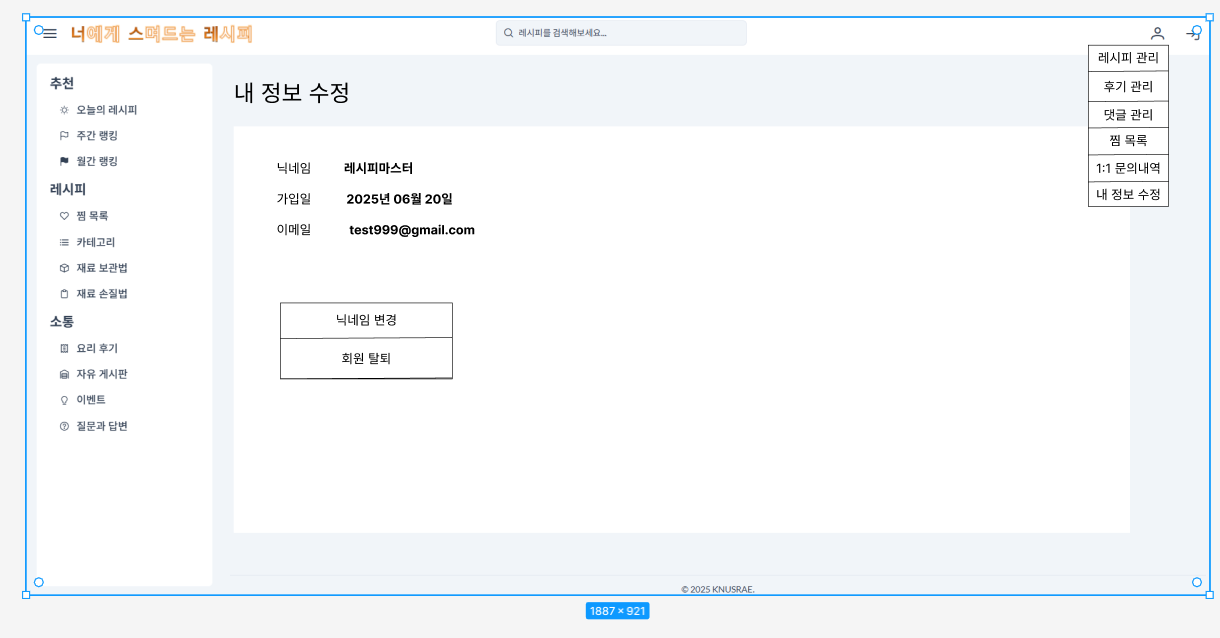 너에게 스며드는 레시피
레시피를 검색해보세요...
레시피 관리
후기 관리
댓글 관리
찜 목록
1:1 문의내역
내 정보 수정
추천
오늘의 레시피
주간 랭킹
월간 랭킹
레시피
찜 목록
카테고리
재료 보관법
재료 손질법
소통
요리 후기
자유 게시판
이벤트
질문과 답변
내 정보 수정
닉네임 레시피마스터
가입일 2025년 06월 20일
이메일 test999@gmail.com
닉네임 변경
회원 탈퇴
© 2025 KNUSRAE.
1887 × 921